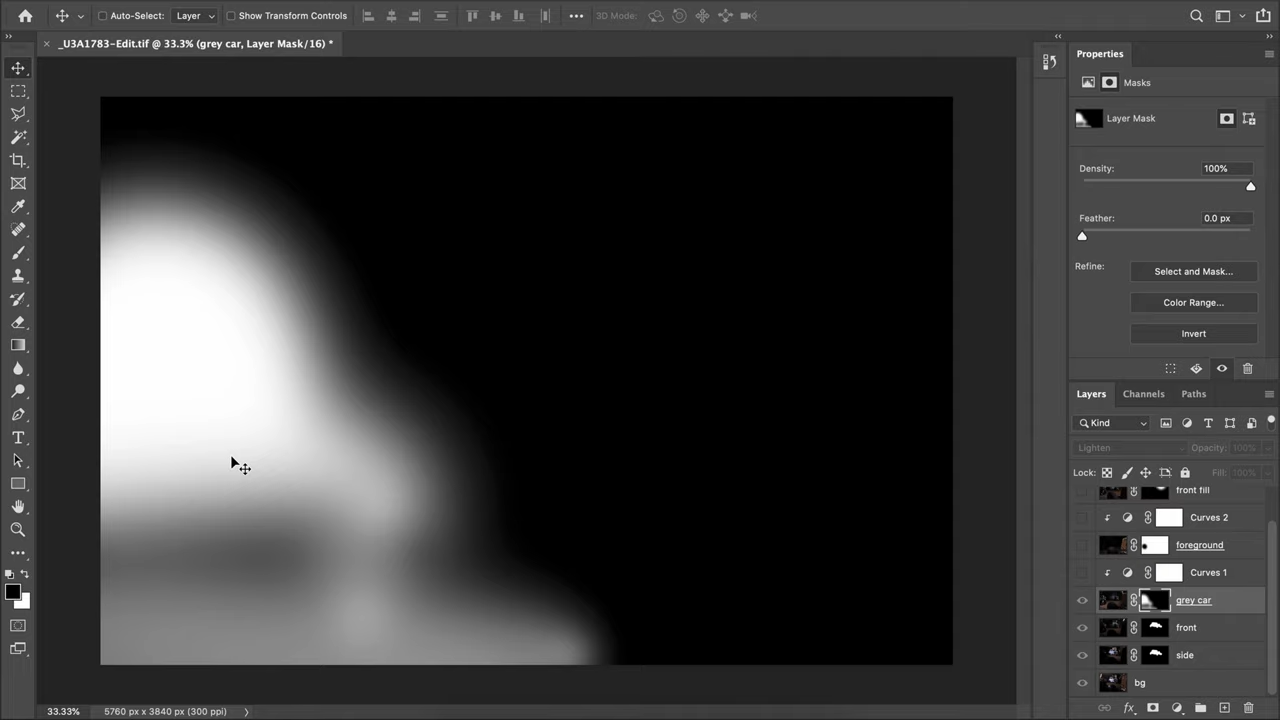 Auto-Select: Layer Show Transform Controls 3D Mode:
_U3A1783-Edit.tif @ 33.3% (grey car, Layer Mask/16) *
Properties
Masks
Layer Mask
Density: 100%
Feather: 0.0 px
Refine: Select and Mask...
Color Range...
Invert
Layers Channels Paths
Kind
Lighten Opacity: 100%
Lock: Fill: 100%
front fill
Curves 2
foreground
Curves 1
grey car
front
side
bg
33.33% 5760 px x 3840 px (300 ppi)